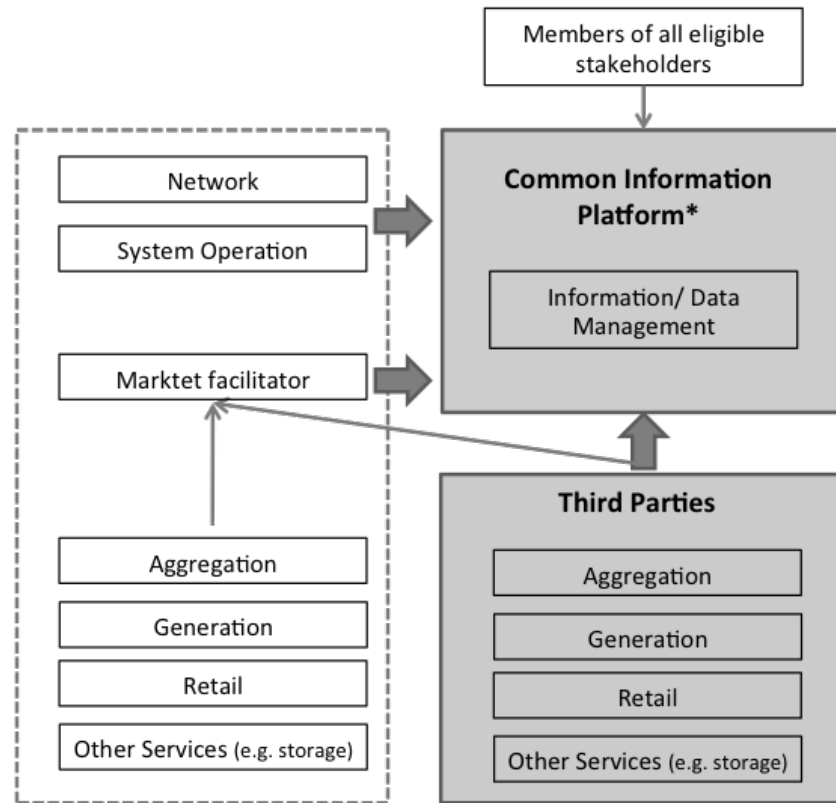 Members of all eligible
stakeholders
Network
System Operation
Marktet facilitator
Aggregation
Generation
Retail
Other Services (e.g. storage)
Common Information
Platform*
Information/ Data
Management
Third Parties
Aggregation
Generation
Retail
Other Services (e.g. storage)